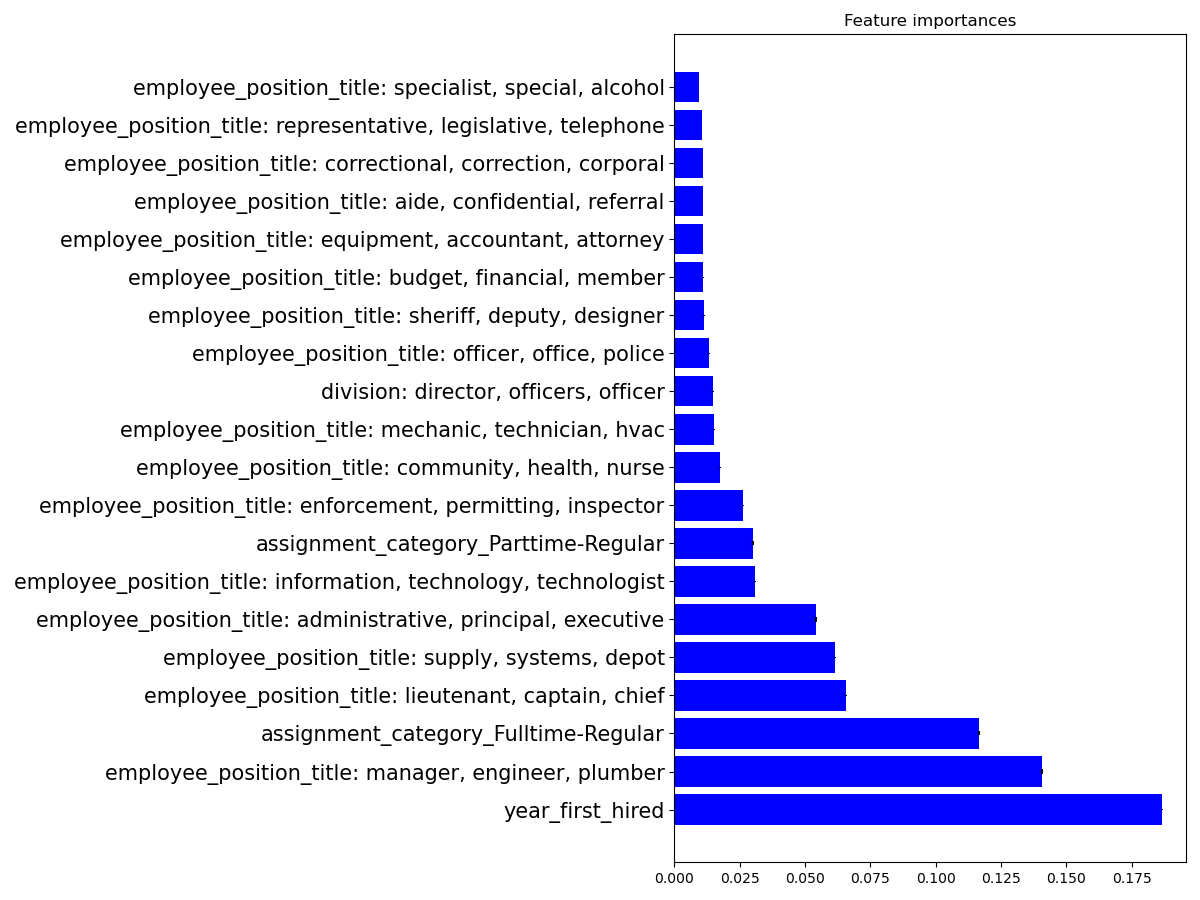 Feature importances
employee_position_title: specialist, special, alcohol
employee_position_title: representative, legislative, telephone
employee_position_title: correctional, correction, corporal
employee_position_title: aide, confidential, referral
employee_position_title: equipment, accountant, attorney
employee_position_title: budget, financial, member
employee_position_title: sheriff, deputy, designer
employee_position_title: officer, office, police
division: director, officers, officer
employee_position_title: mechanic, technician, hvac
employee_position_title: community, health, nurse
employee_position_title: enforcement, permitting, inspector
assignment_category_Parttime-Regular
employee_position_title: information, technology, technologist
employee_position_title: administrative, principal, executive
employee_position_title: supply, systems, depot
employee_position_title: lieutenant, captain, chief
assignment_category_Fulltime-Regular
employee_position_title: manager, engineer, plumber
year_first_hired
0.000 0.025 0.050 0.075 0.100 0.125 0.150 0.175